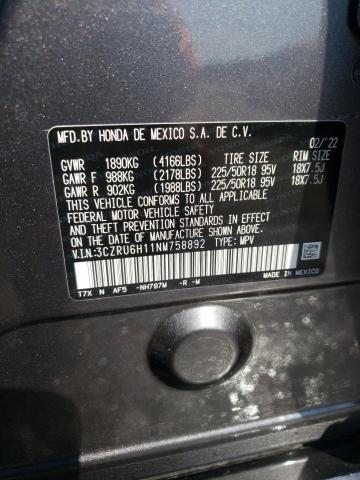 MFD. BY HONDA DE MEXICO S.A. DE C.V.
02/'22
GVWR 1890KG (4166LBS) TIRE SIZE RIM SIZE
GAWR F 988KG (2178LBS) 225/50R18 95V 18X7.5J
GAWR R 902KG (1988LBS) 225/50R18 95V 18X7.5J
THIS VEHICLE CONFORMS TO ALL APPLICABLE
FEDERAL MOTOR VEHICLE SAFETY AND
THEFT PREVENTION STANDARDS IN EFFECT ON
THE DATE OF MANUFACTURE SHOWN ABOVE.
V.I.N.:3CZRU6H11NM758892 TYPE: MPV
MADE IN MEXICO
T7X N AF5 -NH797M -R -M